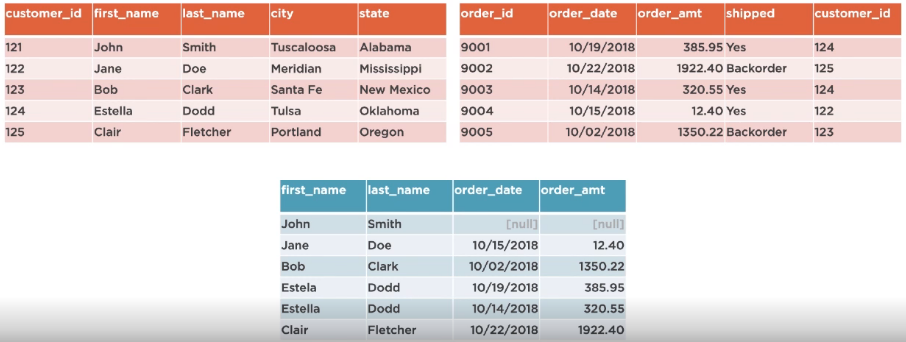 customer_id first_name last_name city state
121 John Smith Tuscaloosa Alabama
122 Jane Doe Meridian Mississippi
123 Bob Clark Santa Fe New Mexico
124 Estella Dodd Tulsa Oklahoma
125 Clair Fletcher Portland Oregon
order_id order_date order_amt shipped customer_id
9001 10/19/2018 385.95 Yes 124
9002 10/22/2018 1922.40 Backorder 125
9003 10/14/2018 320.55 Yes 124
9004 10/15/2018 12.40 Yes 122
9005 10/02/2018 1350.22 Backorder 123
first_name last_name order_date order_amt
John Smith [null] [null]
Jane Doe 10/15/2018 12.40
Bob Clark 10/02/2018 1350.22
Estela Dodd 10/19/2018 385.95
Estella Dodd 10/14/2018 320.55
Clair Fletcher 10/22/2018 1922.40